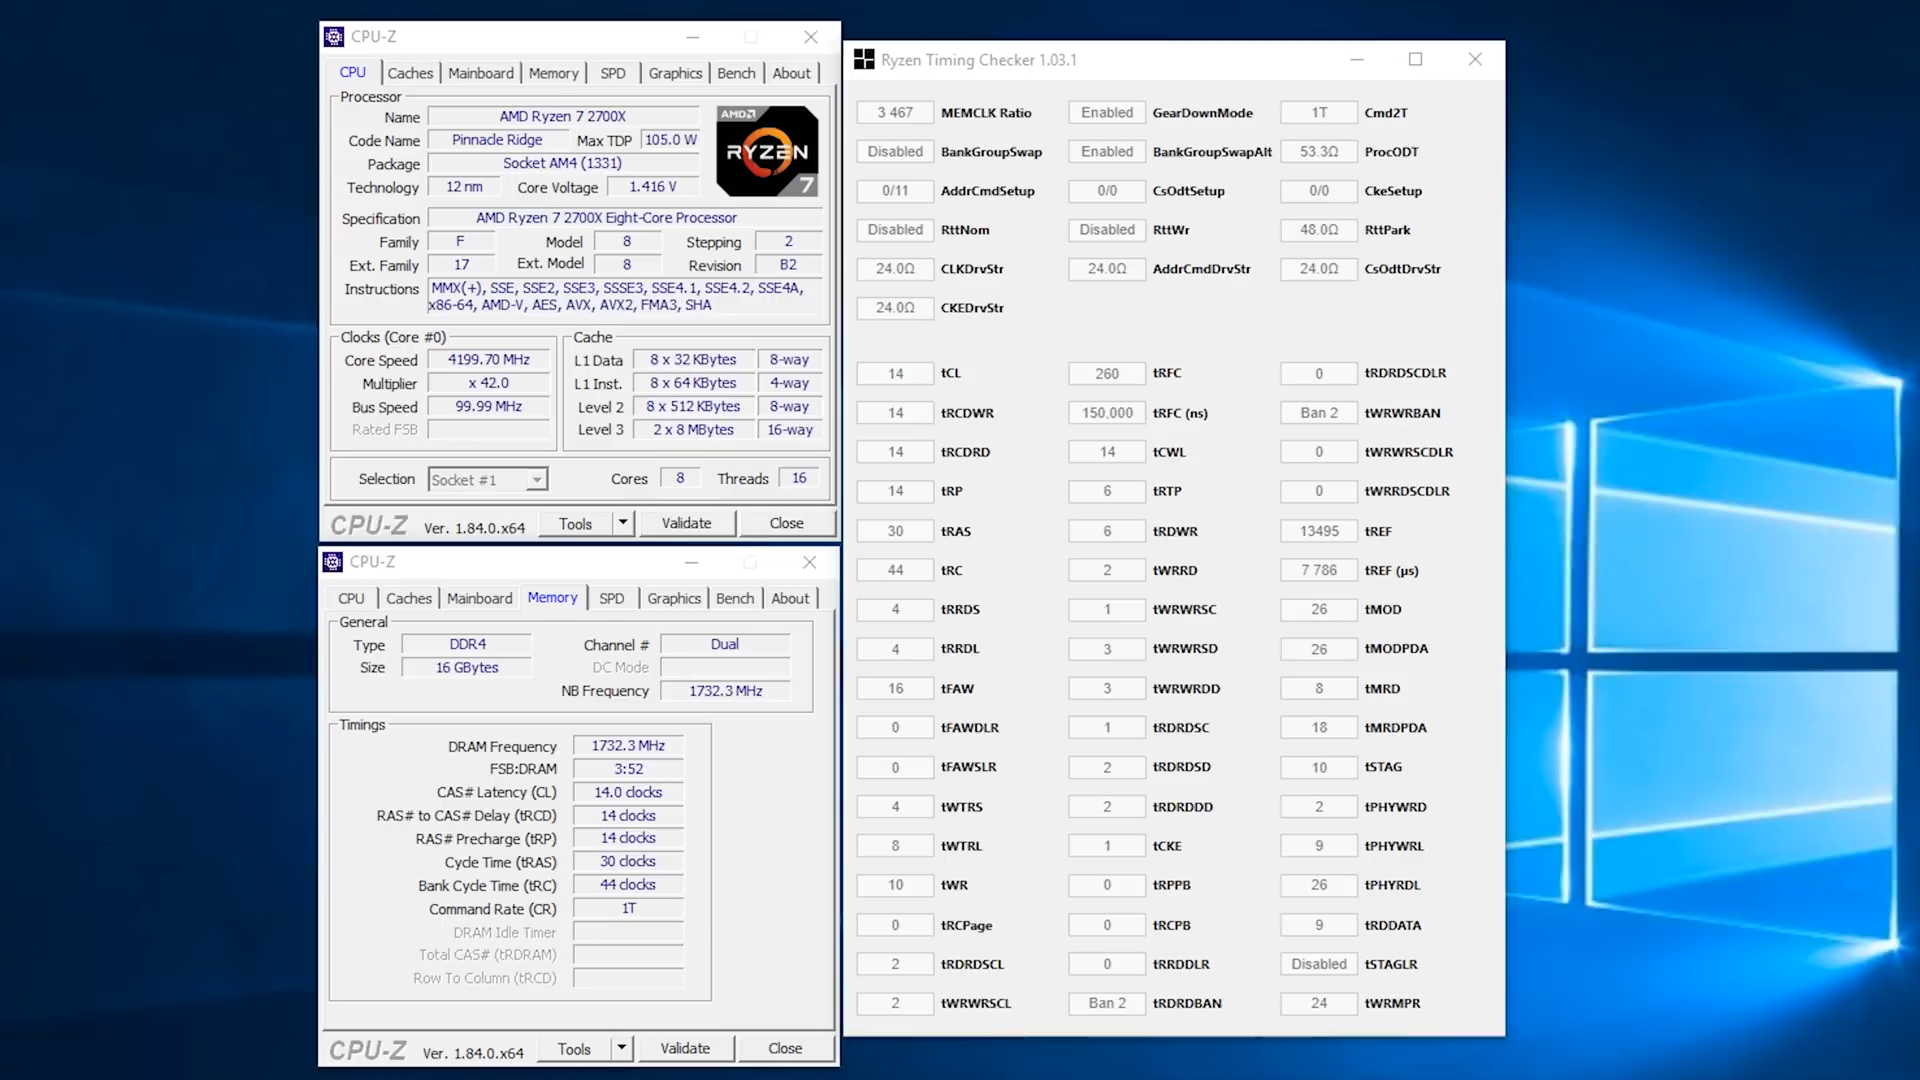 CPU-Z
CPU Caches Mainboard Memory SPD Graphics Bench About
Processor
Name AMD Ryzen 7 2700X
Code Name Pinnacle Ridge Max TDP 105.0 W
Package Socket AM4 (1331)
Technology 12 nm Core Voltage 1.416 V
AMD
RYZEN
7
Specification AMD Ryzen 7 2700X Eight-Core Processor
Family F Model 8 Stepping 2
Ext. Family 17 Ext. Model 8 Revision B2
Instructions MMX(+), SSE, SSE2, SSE3, SSSE3, SSE4.1, SSE4.2, SSE4A,
x86-64, AMD-V, AES, AVX, AVX2, FMA3, SHA
Clocks (Core #0)
Core Speed 4199.70 MHz
Multiplier x 42.0
Bus Speed 99.99 MHz
Rated FSB
Cache
L1 Data 8 x 32 KBytes 8-way
L1 Inst. 8 x 64 KBytes 4-way
Level 2 8 x 512 KBytes 8-way
Level 3 2 x 8 MBytes 16-way
Selection Socket #1 Cores 8 Threads 16
CPU-Z Ver. 1.84.0.x64 Tools Validate Close
CPU-Z
CPU Caches Mainboard Memory SPD Graphics Bench About
General
Type DDR4 Channel # Dual
Size 16 GBytes DC Mode
NB Frequency 1732.3 MHz
Timings
DRAM Frequency 1732.3 MHz
FSB:DRAM 3:52
CAS# Latency (CL) 14.0 clocks
RAS# to CAS# Delay (tRCD) 14 clocks
RAS# Precharge (tRP) 14 clocks
Cycle Time (tRAS) 30 clocks
Bank Cycle Time (tRC) 44 clocks
Command Rate (CR) 1T
DRAM Idle Timer
Total CAS# (tRDRAM)
Row To Column (tRCD)
CPU-Z Ver. 1.84.0.x64 Tools Validate Close
Ryzen Timing Checker 1.03.1
3 467 MEMCLK Ratio Enabled GearDownMode 1T Cmd2T
Disabled BankGroupSwap Enabled BankGroupSwapAlt 53.3Ω ProcODT
0/11 AddrCmdSetup 0/0 CsOdtSetup 0/0 CkeSetup
Disabled RttNom Disabled RttWr 48.0Ω RttPark
24.0Ω CLKDrvStr 24.0Ω AddrCmdDrvStr 24.0Ω CsOdtDrvStr
24.0Ω CKEDrvStr
14 tCL 260 tRFC 0 tRDRDSCDLR
14 tRCDWR 150,000 tRFC (ns) Ban 2 tWRWRBAN
14 tRCDRD 14 tCWL 0 tWRWRSCDLR
14 tRP 6 tRTP 0 tWRRDSCDLR
30 tRAS 6 tRDWR 13495 tREF
44 tRC 2 tWRRD 7 786 tREF (µs)
4 tRRDS 1 tWRWRSC 26 tMOD
4 tRRDL 3 tWRWRSD 26 tMODPDA
16 tFAW 3 tWRWRDD 8 tMRD
0 tFAWDLR 1 tRDRDSC 18 tMRDPDA
0 tFAWSLR 2 tRDRDSD 10 tSTAG
4 tWTRS 2 tRDRDDD 2 tPHYWRD
8 tWTRL 1 tCKE 9 tPHYWRL
10 tWR 0 tRPPB 26 tPHYRDL
0 tRCPage 0 tRCPB 9 tRDDATA
2 tRDRDSCL 0 tRRDDLR Disabled tSTAGLR
2 tWRWRSCL Ban 2 tRDRDBAN 24 tWRMPR